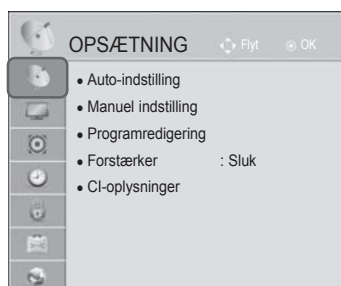 OPSÆTNING Flyt OK
• Auto-indstilling
• Manuel indstilling
• Programredigering
• Forstærker : Sluk
• CI-oplysninger